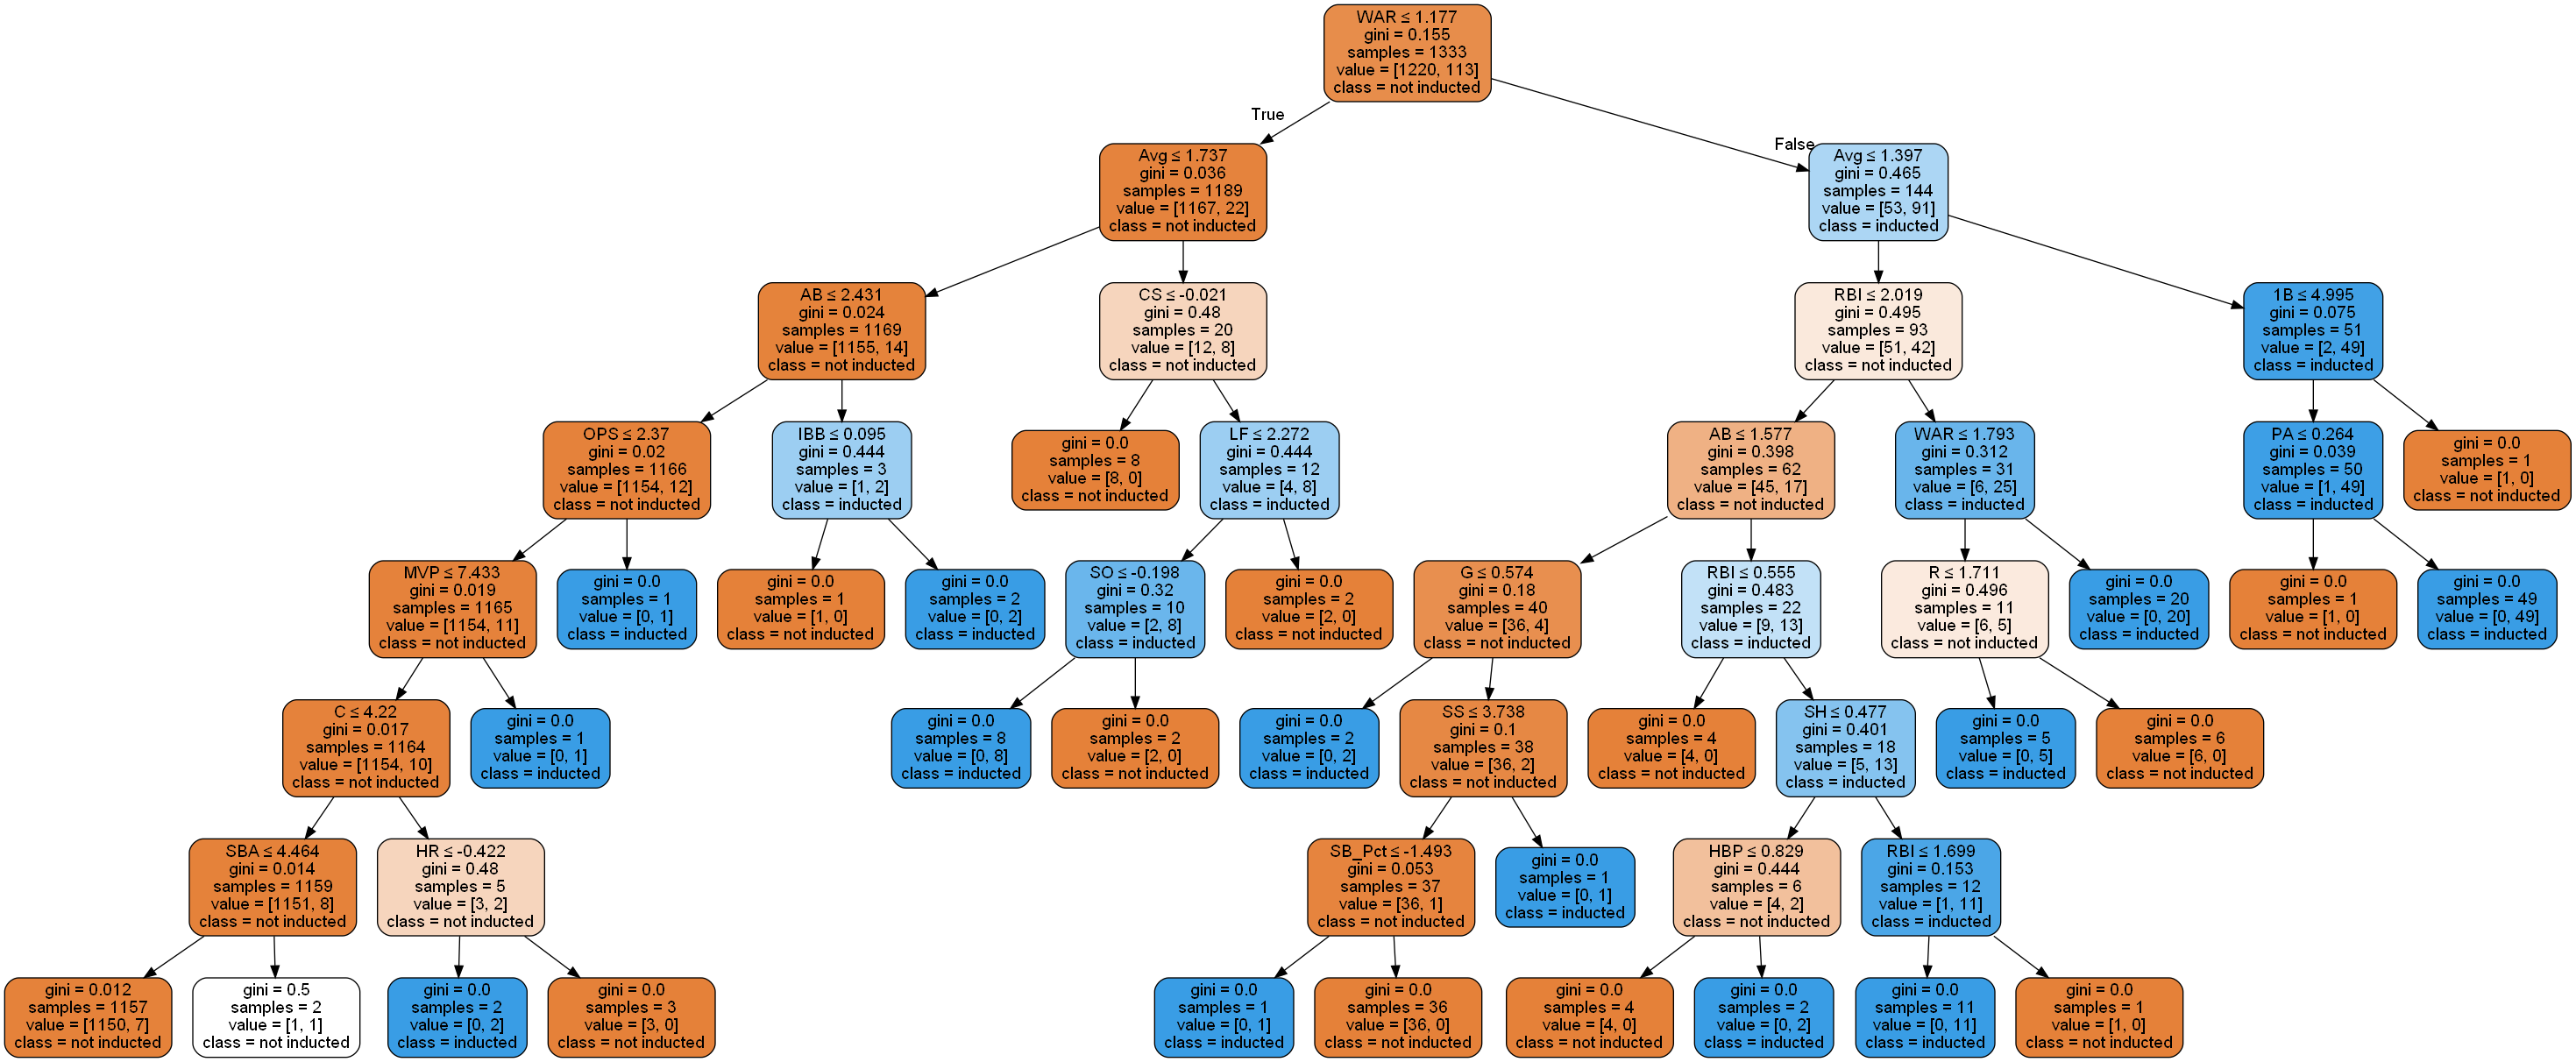 WAR ≤ 1.177
gini = 0.155
samples = 1333
value = [1220, 113]
class = not inducted
True
False
Avg ≤ 1.737
gini = 0.036
samples = 1189
value = [1167, 22]
class = not inducted
Avg ≤ 1.397
gini = 0.465
samples = 144
value = [53, 91]
class = inducted
AB ≤ 2.431
gini = 0.024
samples = 1169
value = [1155, 14]
class = not inducted
CS ≤ -0.021
gini = 0.48
samples = 20
value = [12, 8]
class = not inducted
RBI ≤ 2.019
gini = 0.495
samples = 93
value = [51, 42]
class = not inducted
1B ≤ 4.995
gini = 0.075
samples = 51
value = [2, 49]
class = inducted
OPS ≤ 2.37
gini = 0.02
samples = 1166
value = [1154, 12]
class = not inducted
IBB ≤ 0.095
gini = 0.444
samples = 3
value = [1, 2]
class = inducted
gini = 0.0
samples = 8
value = [8, 0]
class = not inducted
LF ≤ 2.272
gini = 0.444
samples = 12
value = [4, 8]
class = inducted
AB ≤ 1.577
gini = 0.398
samples = 62
value = [45, 17]
class = not inducted
WAR ≤ 1.793
gini = 0.312
samples = 31
value = [6, 25]
class = inducted
PA ≤ 0.264
gini = 0.039
samples = 50
value = [1, 49]
class = inducted
gini = 0.0
samples = 1
value = [1, 0]
class = not inducted
MVP ≤ 7.433
gini = 0.019
samples = 1165
value = [1154, 11]
class = not inducted
gini = 0.0
samples = 1
value = [0, 1]
class = inducted
gini = 0.0
samples = 1
value = [1, 0]
class = not inducted
gini = 0.0
samples = 2
value = [0, 2]
class = inducted
SO ≤ -0.198
gini = 0.32
samples = 10
value = [2, 8]
class = inducted
gini = 0.0
samples = 2
value = [2, 0]
class = not inducted
G ≤ 0.574
gini = 0.18
samples = 40
value = [36, 4]
class = not inducted
RBI ≤ 0.555
gini = 0.483
samples = 22
value = [9, 13]
class = inducted
R ≤ 1.711
gini = 0.496
samples = 11
value = [6, 5]
class = not inducted
gini = 0.0
samples = 20
value = [0, 20]
class = inducted
gini = 0.0
samples = 1
value = [1, 0]
class = not inducted
gini = 0.0
samples = 49
value = [0, 49]
class = inducted
C ≤ 4.22
gini = 0.017
samples = 1164
value = [1154, 10]
class = not inducted
gini = 0.0
samples = 1
value = [0, 1]
class = inducted
gini = 0.0
samples = 8
value = [0, 8]
class = inducted
gini = 0.0
samples = 2
value = [2, 0]
class = not inducted
gini = 0.0
samples = 2
value = [0, 2]
class = inducted
SS ≤ 3.738
gini = 0.1
samples = 38
value = [36, 2]
class = not inducted
gini = 0.0
samples = 4
value = [4, 0]
class = not inducted
SH ≤ 0.477
gini = 0.401
samples = 18
value = [5, 13]
class = inducted
gini = 0.0
samples = 5
value = [0, 5]
class = inducted
gini = 0.0
samples = 6
value = [6, 0]
class = not inducted
SBA ≤ 4.464
gini = 0.014
samples = 1159
value = [1151, 8]
class = not inducted
HR ≤ -0.422
gini = 0.48
samples = 5
value = [3, 2]
class = not inducted
SB_Pct ≤ -1.493
gini = 0.053
samples = 37
value = [36, 1]
class = not inducted
gini = 0.0
samples = 1
value = [0, 1]
class = inducted
HBP ≤ 0.829
gini = 0.444
samples = 6
value = [4, 2]
class = not inducted
RBI ≤ 1.699
gini = 0.153
samples = 12
value = [1, 11]
class = inducted
gini = 0.012
samples = 1157
value = [1150, 7]
class = not inducted
gini = 0.5
samples = 2
value = [1, 1]
class = not inducted
gini = 0.0
samples = 2
value = [0, 2]
class = inducted
gini = 0.0
samples = 3
value = [3, 0]
class = not inducted
gini = 0.0
samples = 1
value = [0, 1]
class = inducted
gini = 0.0
samples = 36
value = [36, 0]
class = not inducted
gini = 0.0
samples = 4
value = [4, 0]
class = not inducted
gini = 0.0
samples = 2
value = [0, 2]
class = inducted
gini = 0.0
samples = 11
value = [0, 11]
class = inducted
gini = 0.0
samples = 1
value = [1, 0]
class = not inducted